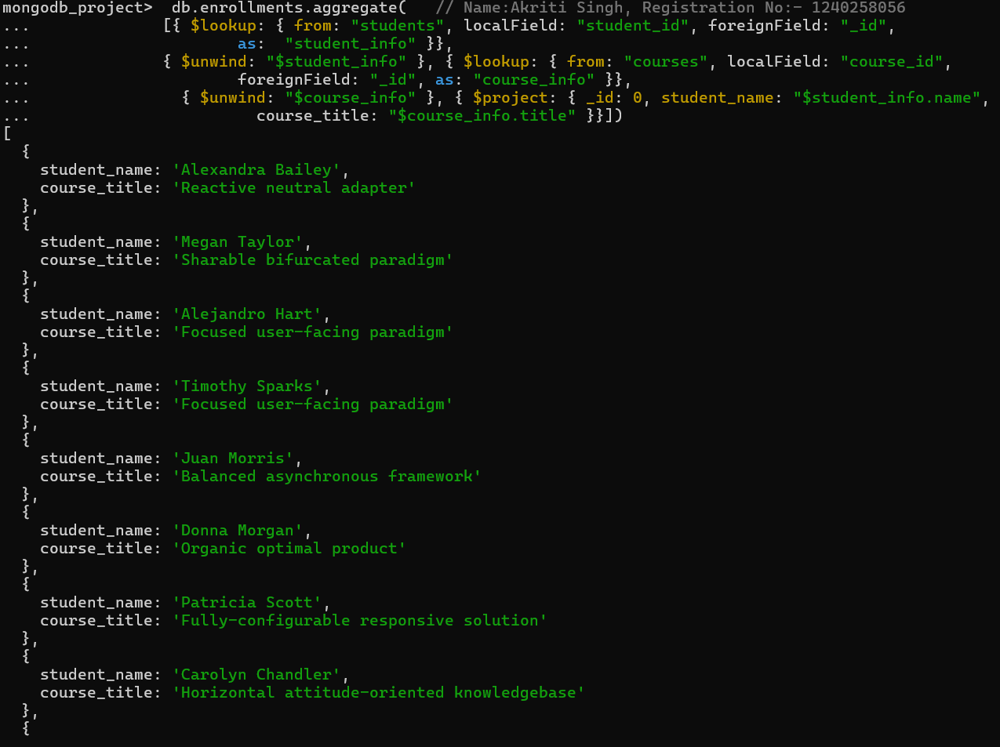 mongodb_project>  db.enrollments.aggregate(   // Name:Akriti Singh, Registration No:- 1240258056
...              [{ $lookup: { from: "students", localField: "student_id", foreignField: "_id",
...                      as:  "student_info" }},
...              { $unwind: "$student_info" }, { $lookup: { from: "courses", localField: "course_id",
...                      foreignField: "_id", as: "course_info" }},
...                { $unwind: "$course_info" }, { $project: { _id: 0, student_name: "$student_info.name",
...                        course_title: "$course_info.title" }}])
[
  {
    student_name: 'Alexandra Bailey',
    course_title: 'Reactive neutral adapter'
  },
  {
    student_name: 'Megan Taylor',
    course_title: 'Sharable bifurcated paradigm'
  },
  {
    student_name: 'Alejandro Hart',
    course_title: 'Focused user-facing paradigm'
  },
  {
    student_name: 'Timothy Sparks',
    course_title: 'Focused user-facing paradigm'
  },
  {
    student_name: 'Juan Morris',
    course_title: 'Balanced asynchronous framework'
  },
  {
    student_name: 'Donna Morgan',
    course_title: 'Organic optimal product'
  },
  {
    student_name: 'Patricia Scott',
    course_title: 'Fully-configurable responsive solution'
  },
  {
    student_name: 'Carolyn Chandler',
    course_title: 'Horizontal attitude-oriented knowledgebase'
  },
  {